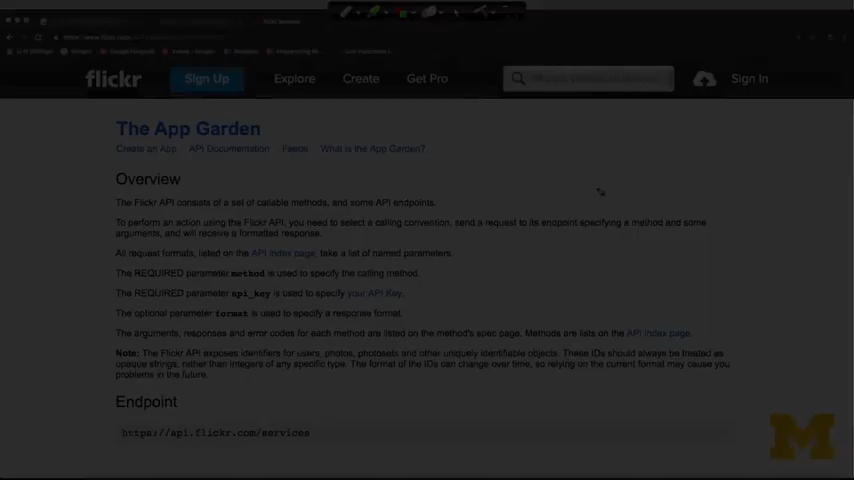 flickr Sign Up Explore Create Get Pro Sign In
The App Garden
Create an App API Documentation Feeds What is the App Garden?
Overview
The Flickr API consists of a set of callable methods, and some API endpoints.
To perform an action using the Flickr API, you need to select a calling convention, send a request to its endpoint specifying a method and some
arguments, and will receive a formatted response.
All request formats, listed on the API index page, take a list of named parameters.
The REQUIRED parameter method is used to specify the calling method.
The REQUIRED parameter api_key is used to specify your API Key.
The optional parameter format is used to specify a response format.
The arguments, responses and error codes for each method are listed on the method's spec page. Methods are lists on the API index page.
Note: The Flickr API exposes identifiers for users, photos, photosets and other uniquely identifiable objects. These IDs should always be treated as
opaque strings, rather than integers of any specific type. The format of the IDs can change over time, so relying on the current format may cause you
problems in the future.
Endpoint
https://api.flickr.com/services
M